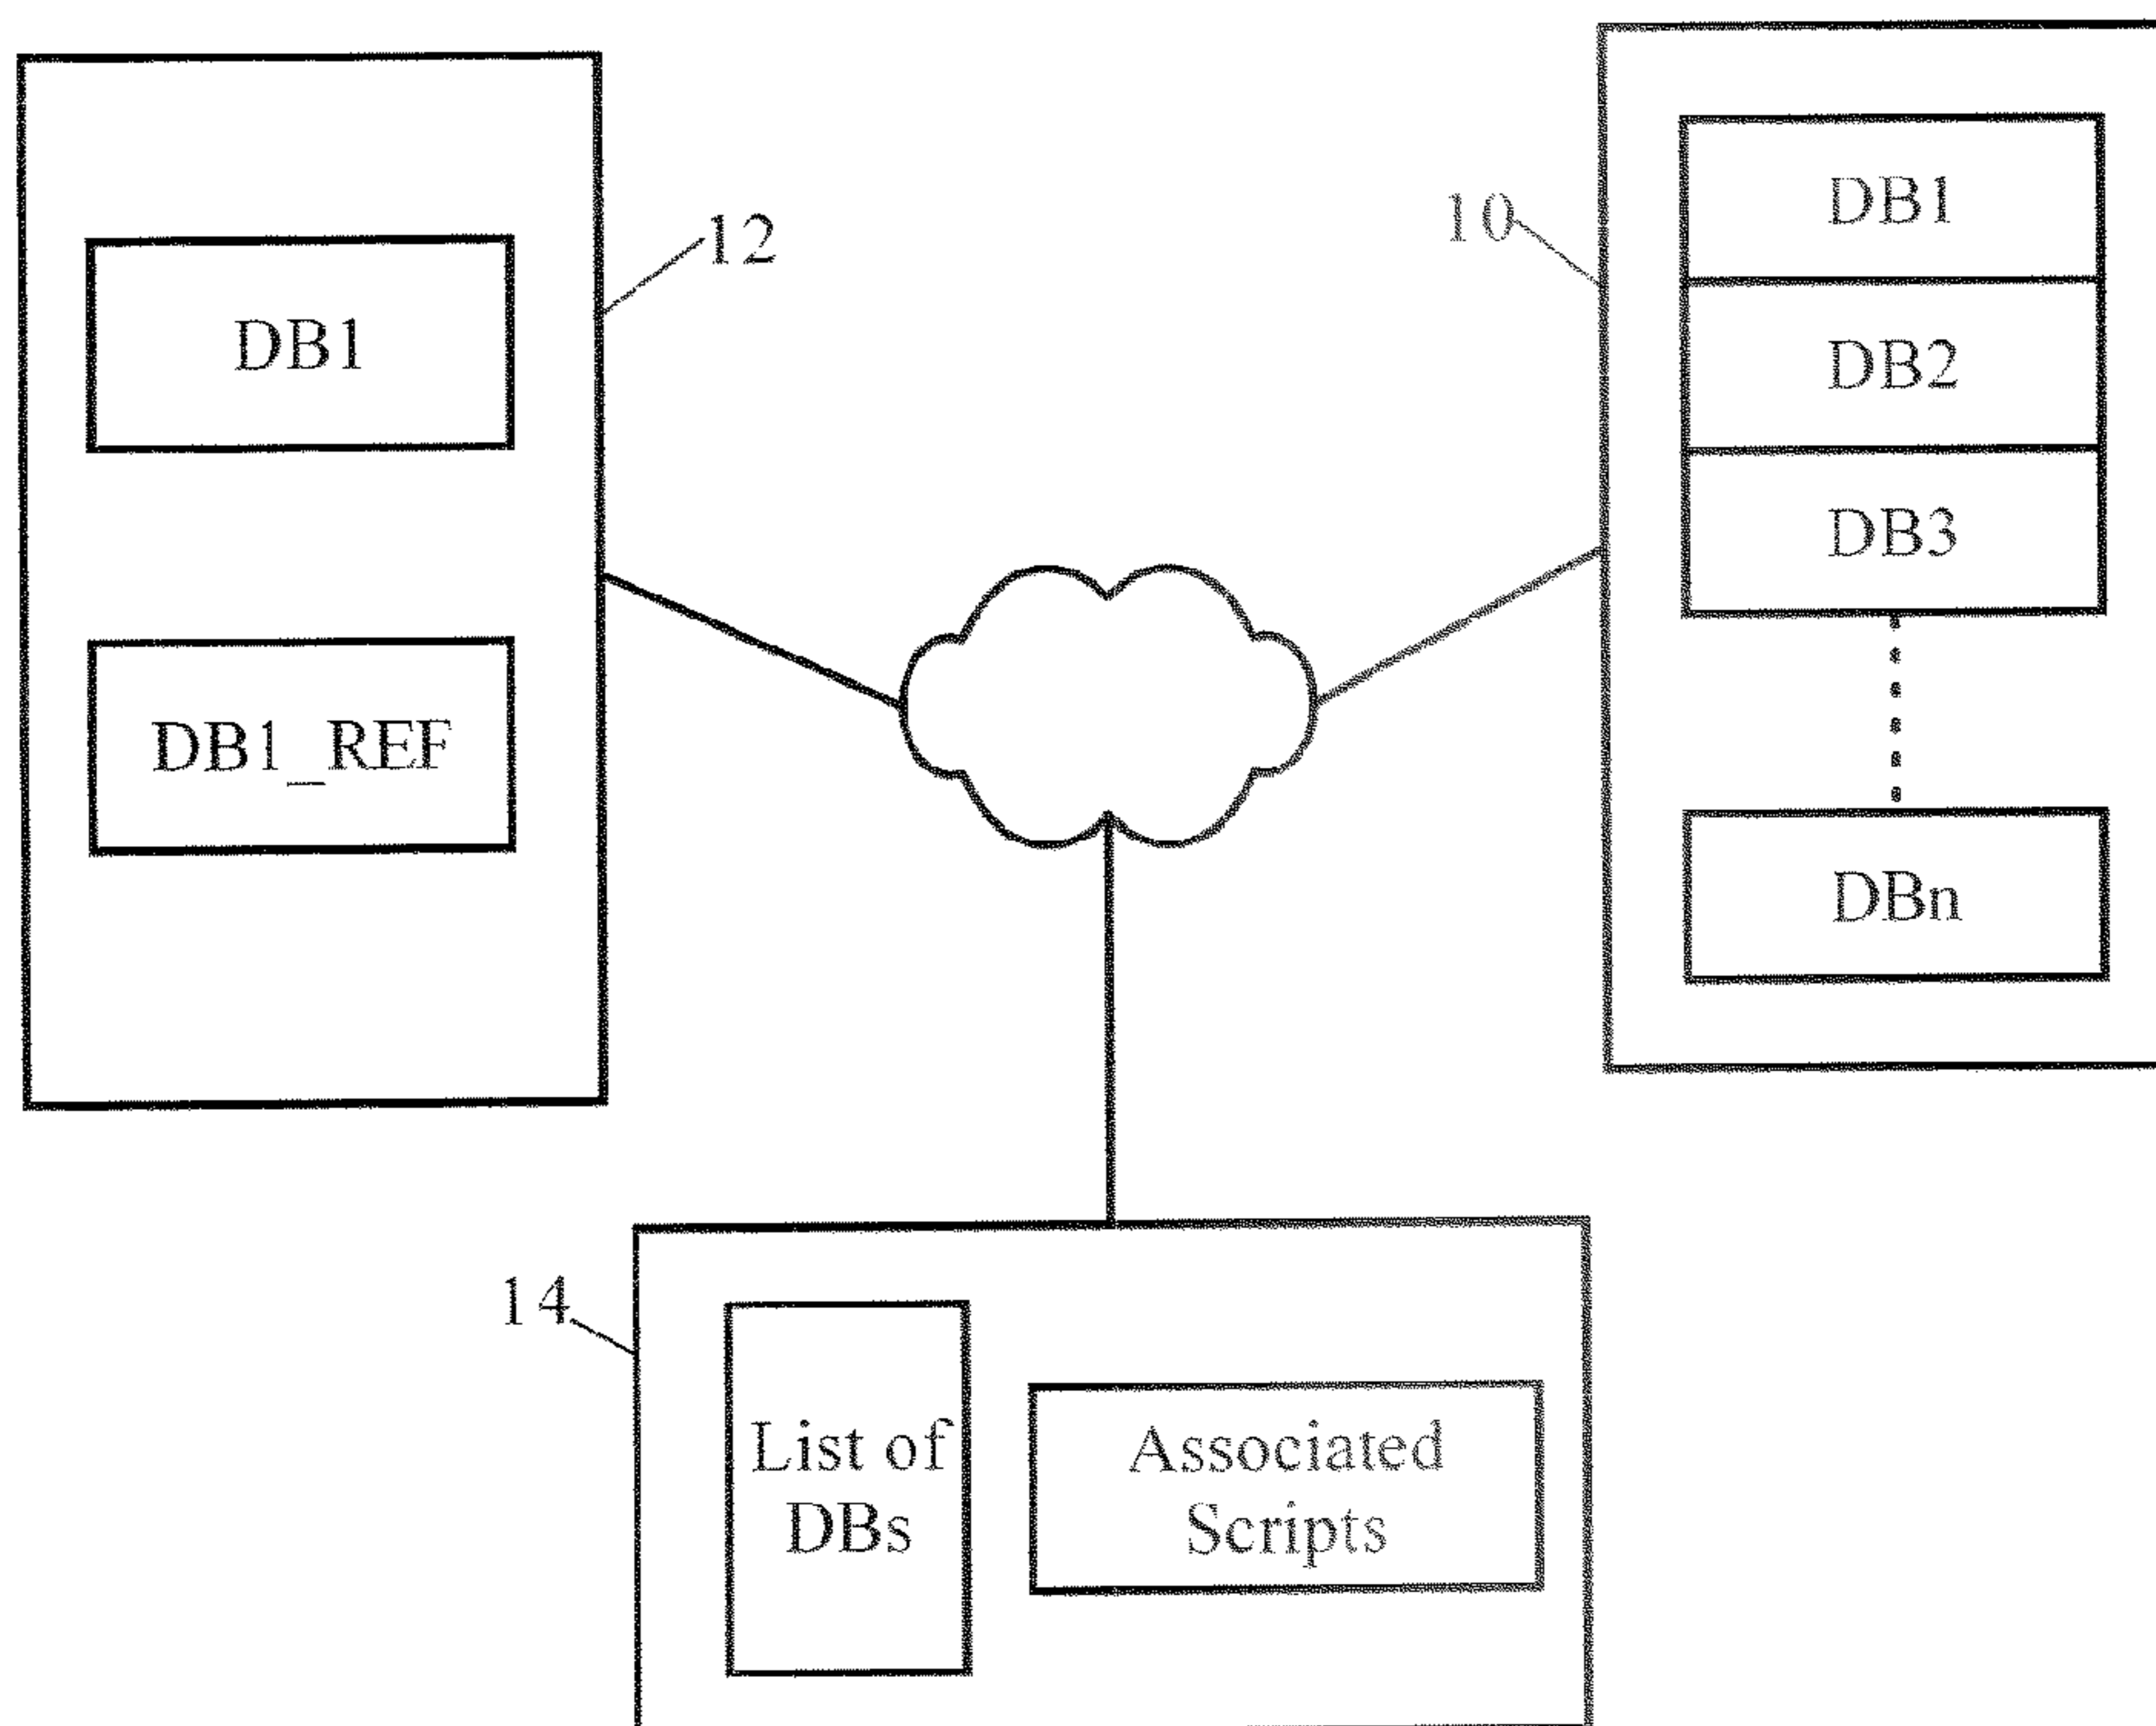 DB1
12
DB1_REF
10
DB1
DB2
DB3
DBn
14
List of
DBs
Associated
Scripts